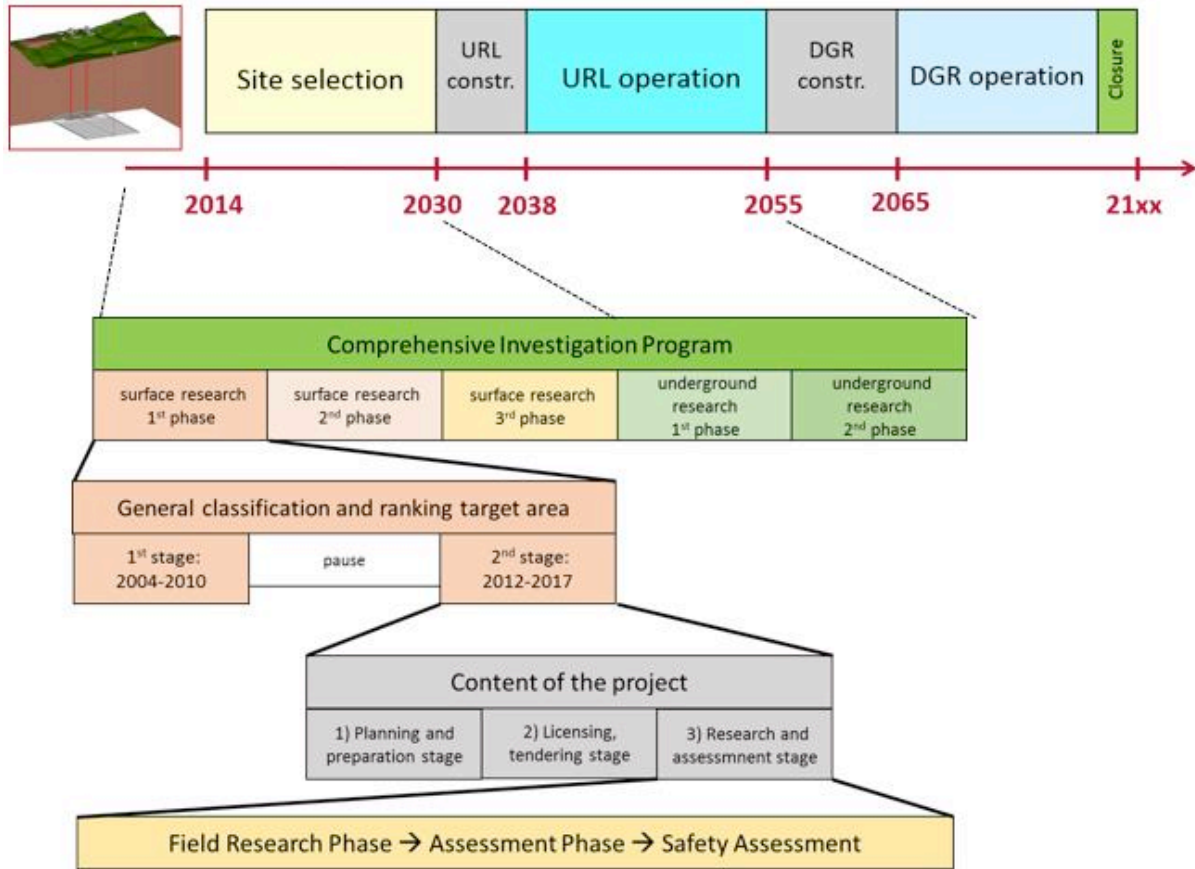 Site selection
URL
constr.
URL operation
DGR
constr.
DGR operation
Closure
2014
2030
2038
2055
2065
21xx
Comprehensive Investigation Program
surface research
1st phase
surface research
2nd phase
surface research
3rd phase
underground
research
1st phase
underground
research
2nd phase
General classification and ranking target area
1st stage:
2004-2010
pause
2nd stage:
2012-2017
Content of the project
1) Planning and
preparation stage
2) Licensing,
tendering stage
3) Research and
assessmnent stage
Field Research Phase → Assessment Phase → Safety Assessment